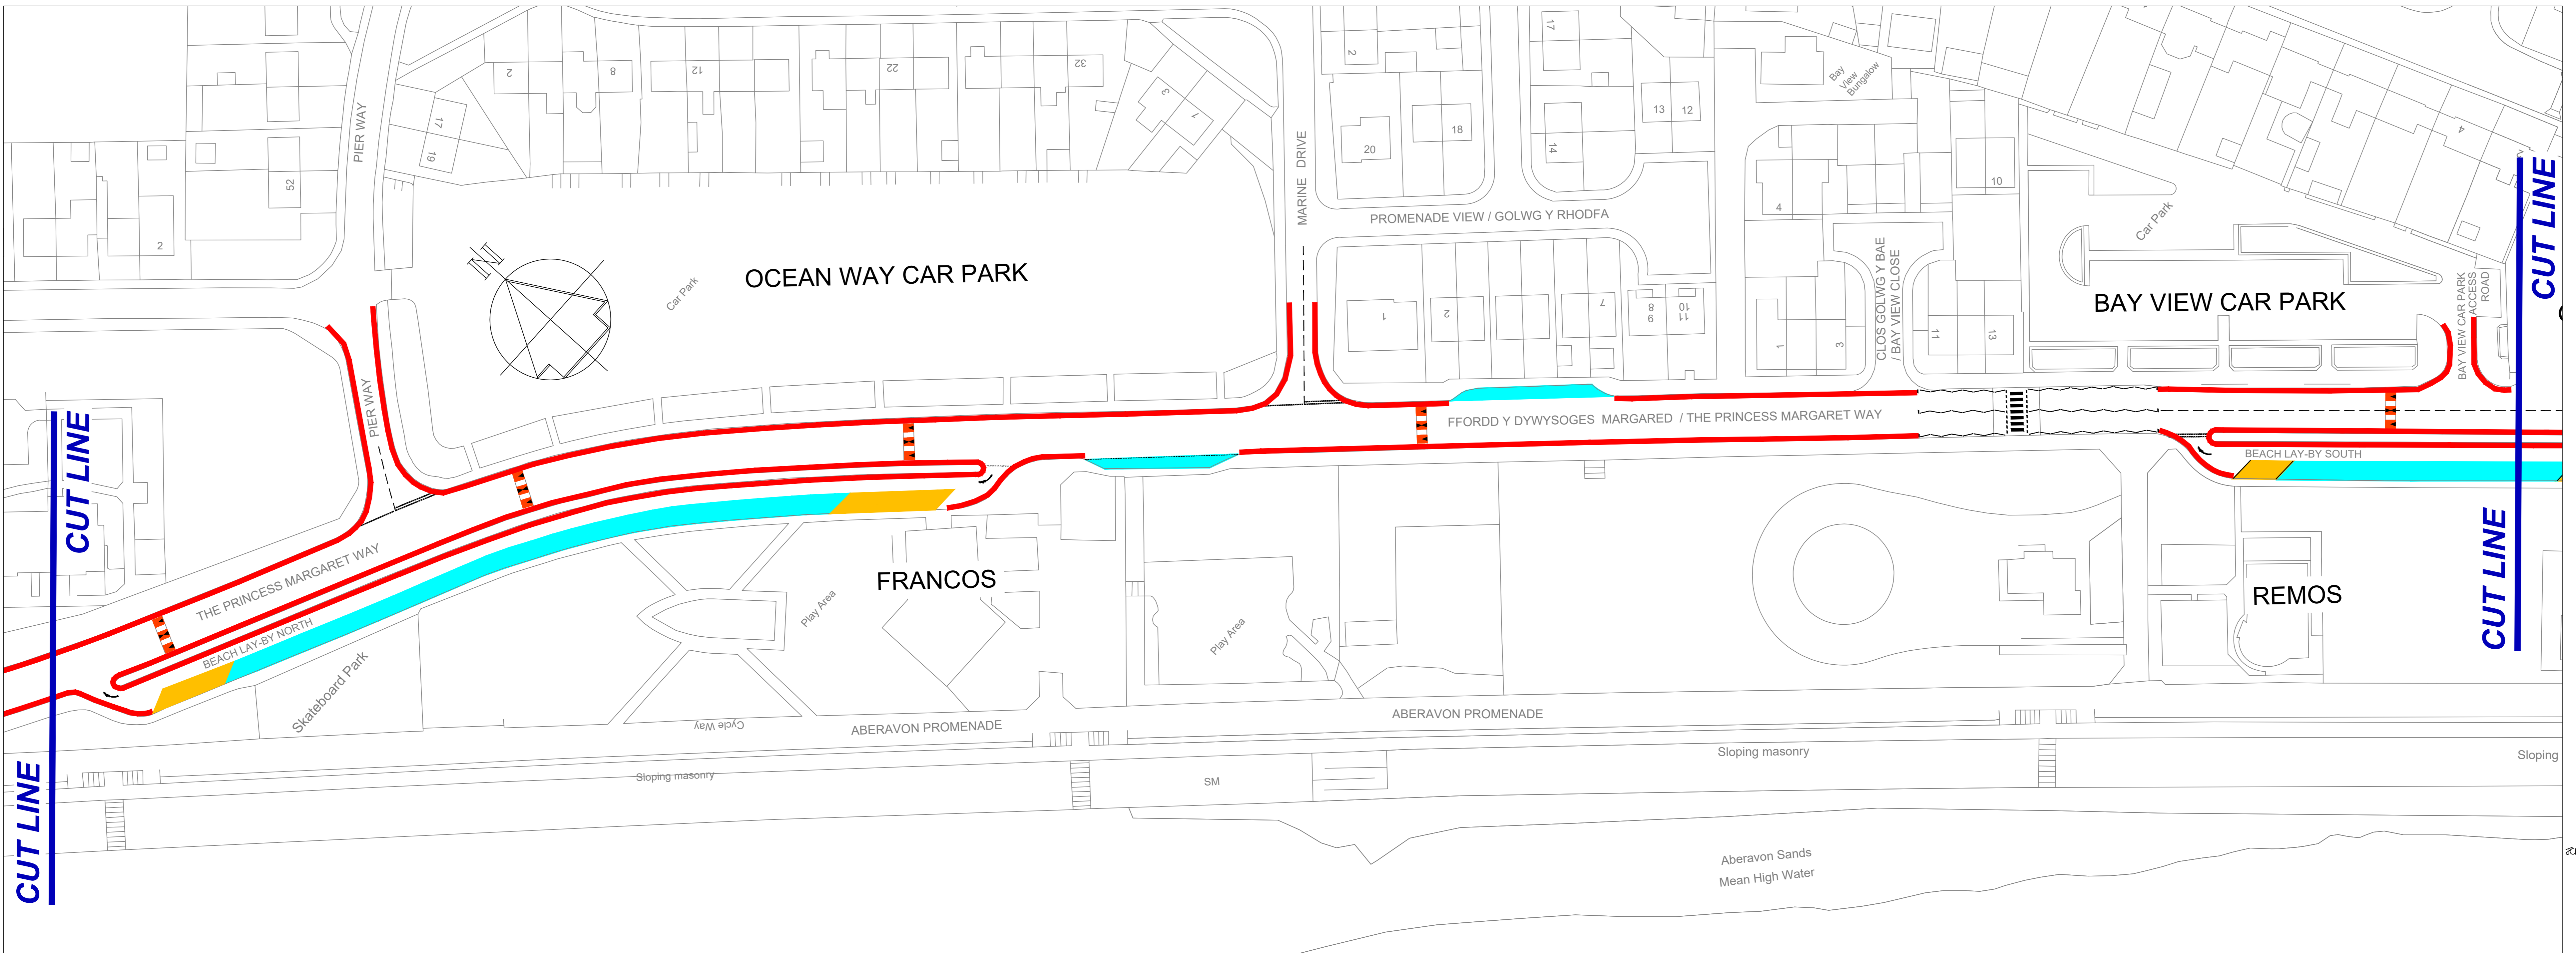 PIER WAY
17
19
52
2
2
8
12
22
32
3
1
MARINE DRIVE
2
20
18
17
14
13
12
Bay
View
Bungalow
4
10
4
CUT LINE
PROMENADE VIEW / GOLWG Y RHODFA
Car Park
N
Car Park
OCEAN WAY CAR PARK
1
2
7
8
9
10
11
1
3
CLOS GOLWG Y BAE
/ BAY VIEW CLOSE
11
13
BAY VIEW CAR PARK
BAY VIEW CAR PARK
ACCESS
ROAD
PIER WAY
CUT LINE
FFORDD Y DYWYSOGES MARGARED / THE PRINCESS MARGARET WAY
BEACH LAY-BY SOUTH
THE PRINCESS MARGARET WAY
BEACH LAY-BY NORTH
Skateboard Park
Play Area
FRANCOS
Play Area
REMOS
CUT LINE
Cycle Way
ABERAVON PROMENADE
ABERAVON PROMENADE
CUT LINE
Sloping masonry
SM
Sloping masonry
Sloping
Aberavon Sands
Mean High Water